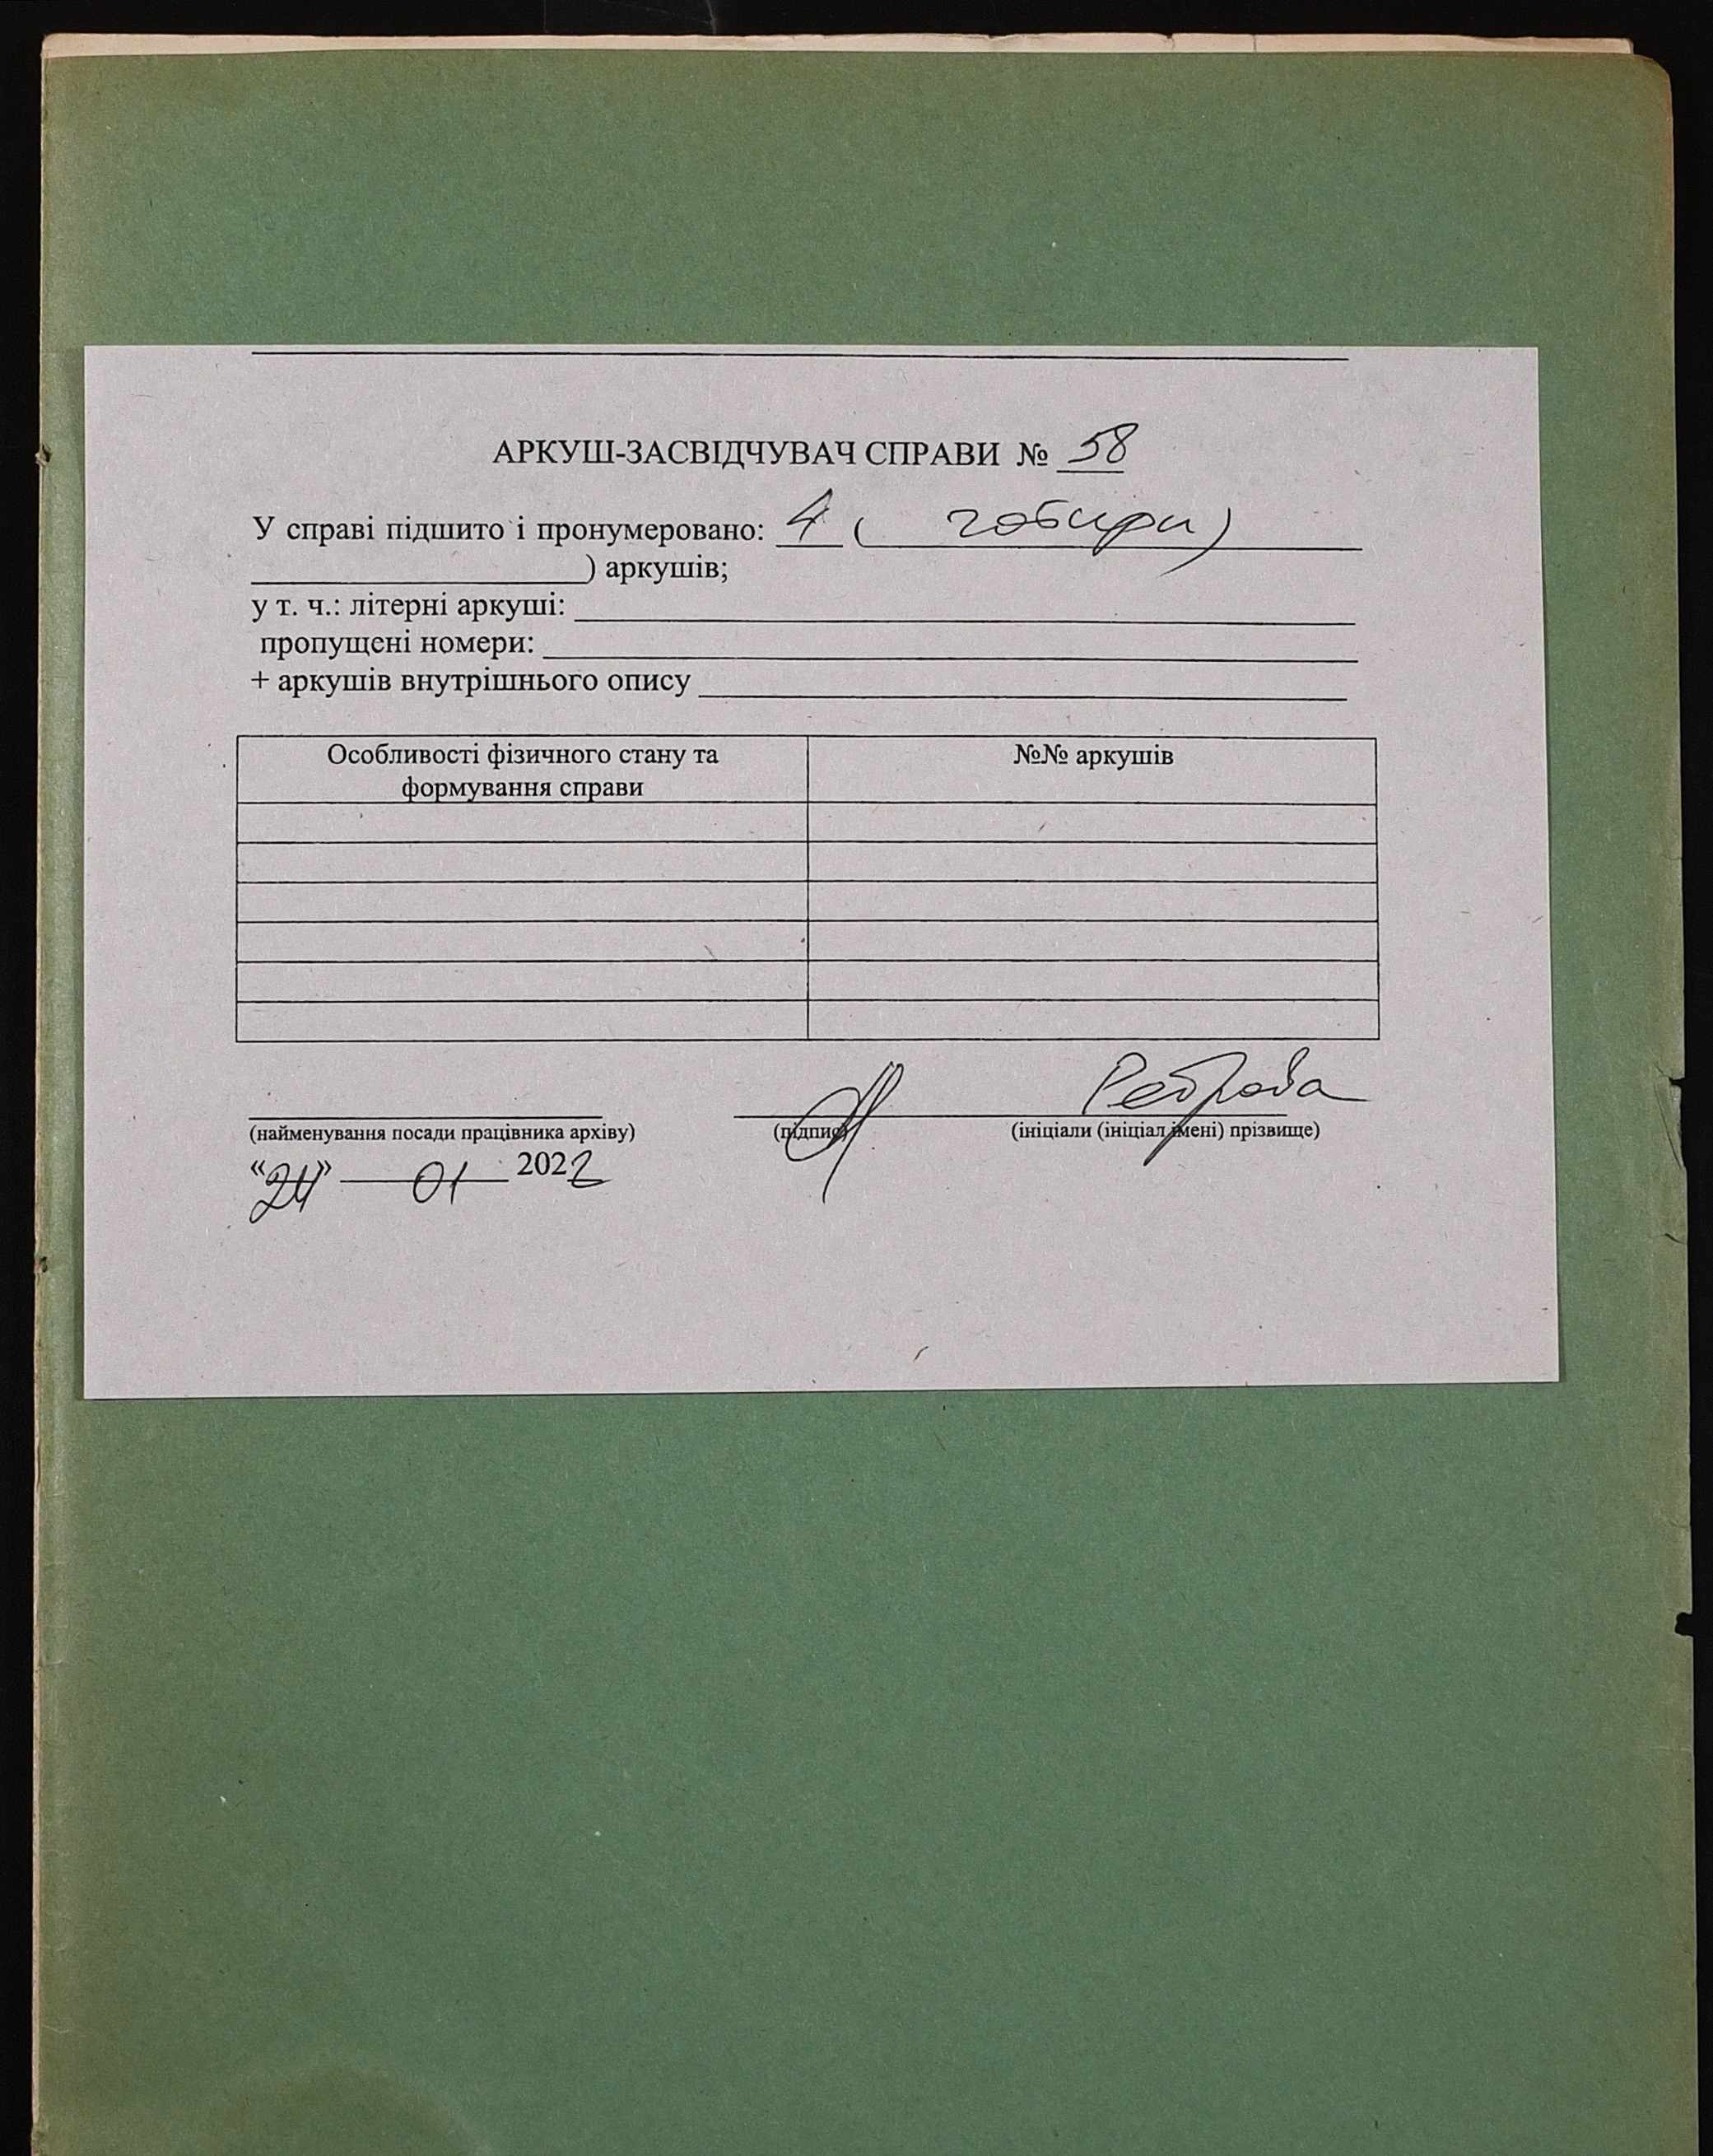 АРКУШ-ЗАСВІДЧУВАЧ СПРАВИ № 58
У справі підшито і пронумеровано: 4 ( чотири )
) аркушів;
у т. ч.: літерні аркуші:
пропущені номери:
+ аркушів внутрішнього опису
Особливості фізичного стану та формування справи
№№ аркушів
Реброва
(найменування посади працівника архіву) (підпис) (ініціали (ініціал імені) прізвище)
“24” 01 2022